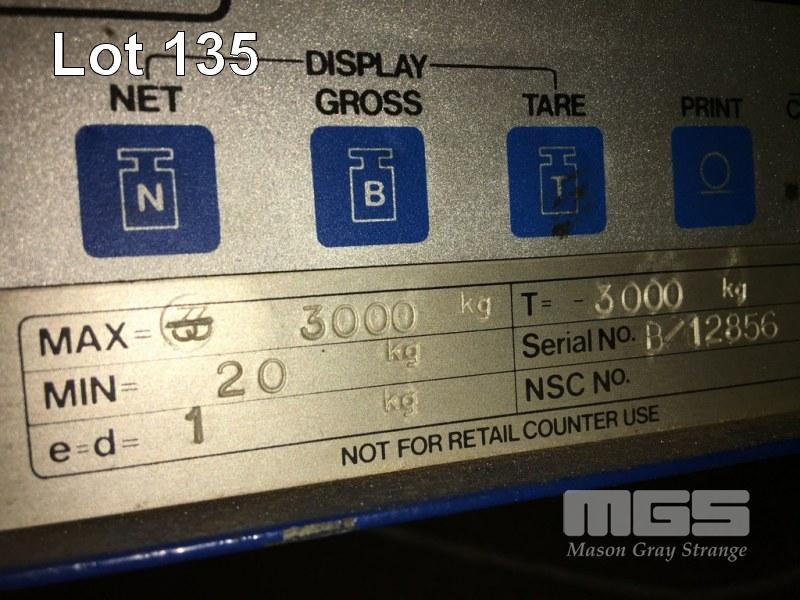 Lot 135
DISPLAY
NET GROSS TARE PRINT
N B T
MAX= 3000 kg
MIN= 20 kg
e=d= 1 kg
T= -3000 kg
Serial No. B/12856
NSC No.
NOT FOR RETAIL COUNTER USE
MGS
Mason Gray Strange